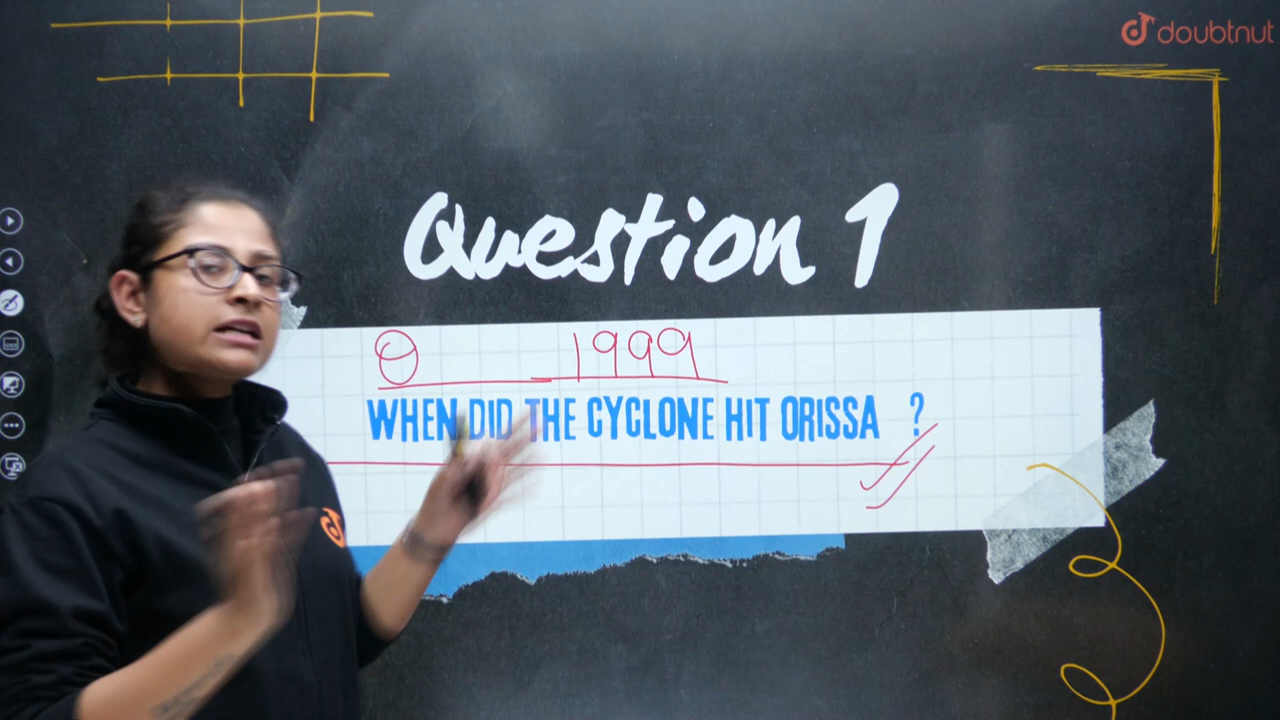 doubtnut
Question 1
O 1999
WHEN DID THE CYCLONE HIT ORISSA ?